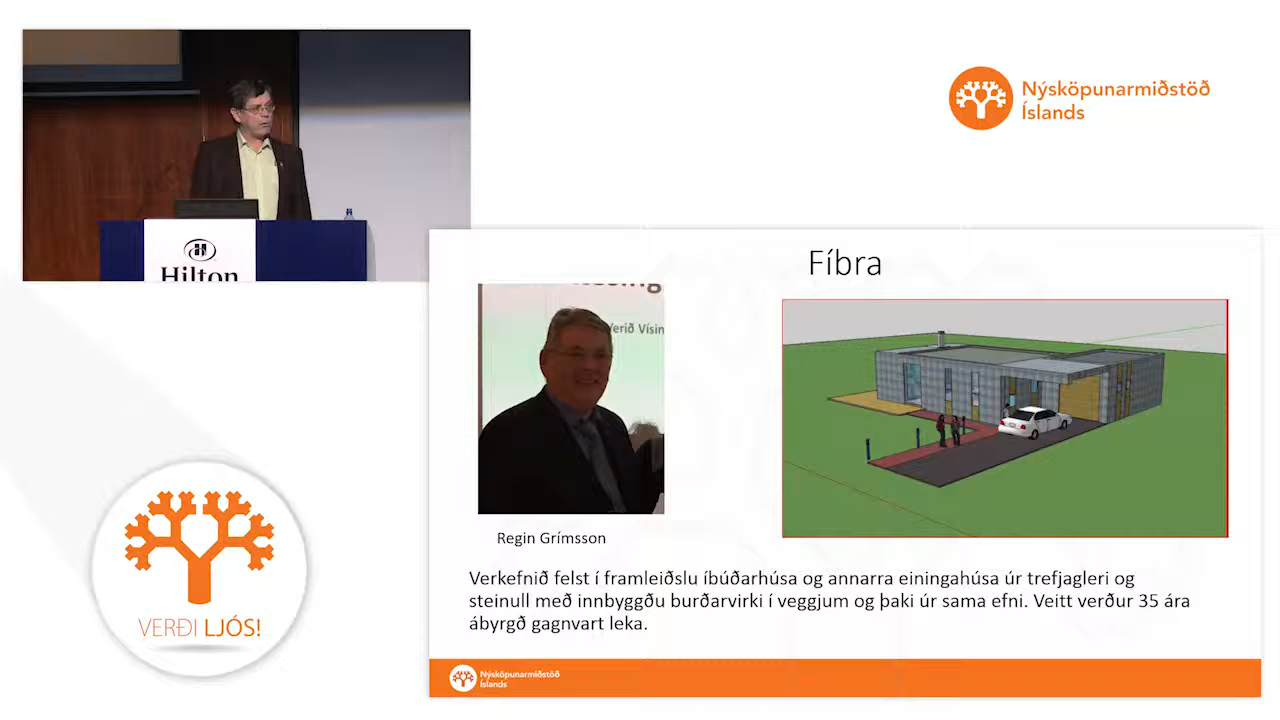 Nýsköpunarmiðstöð
Íslands
Hilton
Fíbra
Verið Vísin
Regin Grímsson
Verkefnið felst í framleiðslu íbúðarhúsa og annarra einingahúsa úr trefjagleri og
steinull með innbyggðu burðarvirki í veggjum og þaki úr sama efni. Veitt verður 35 ára
ábyrgð gagnvart leka.
VERÐI LJÓS!
Nýsköpunarmiðstöð
Íslands